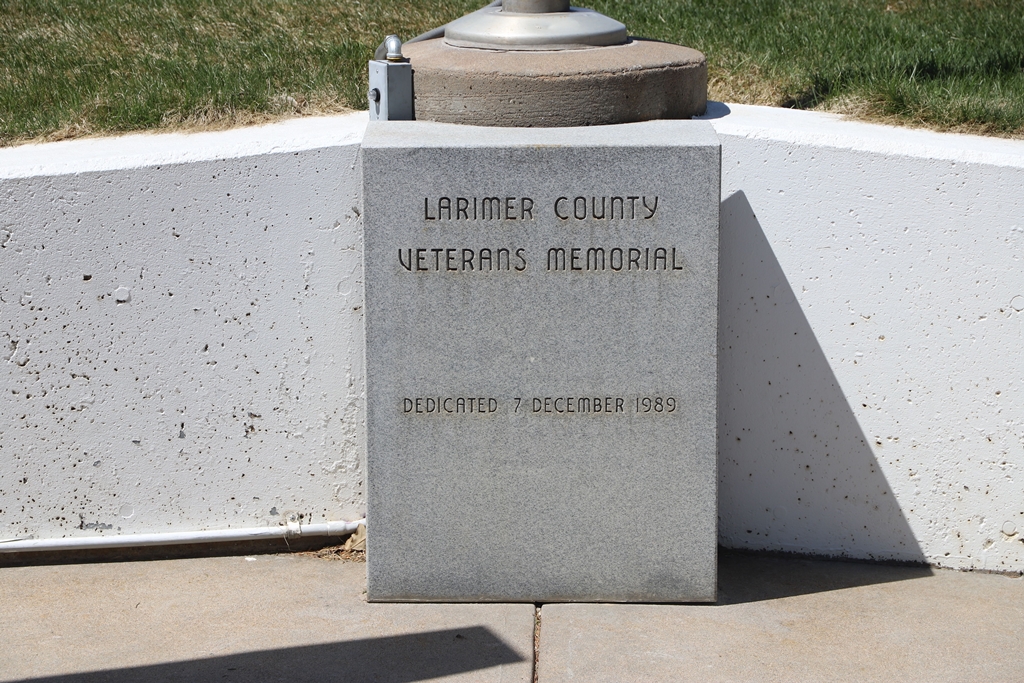 LARIMER COUNTY
VETERANS MEMORIAL
DEDICATED 7 DECEMBER 1989